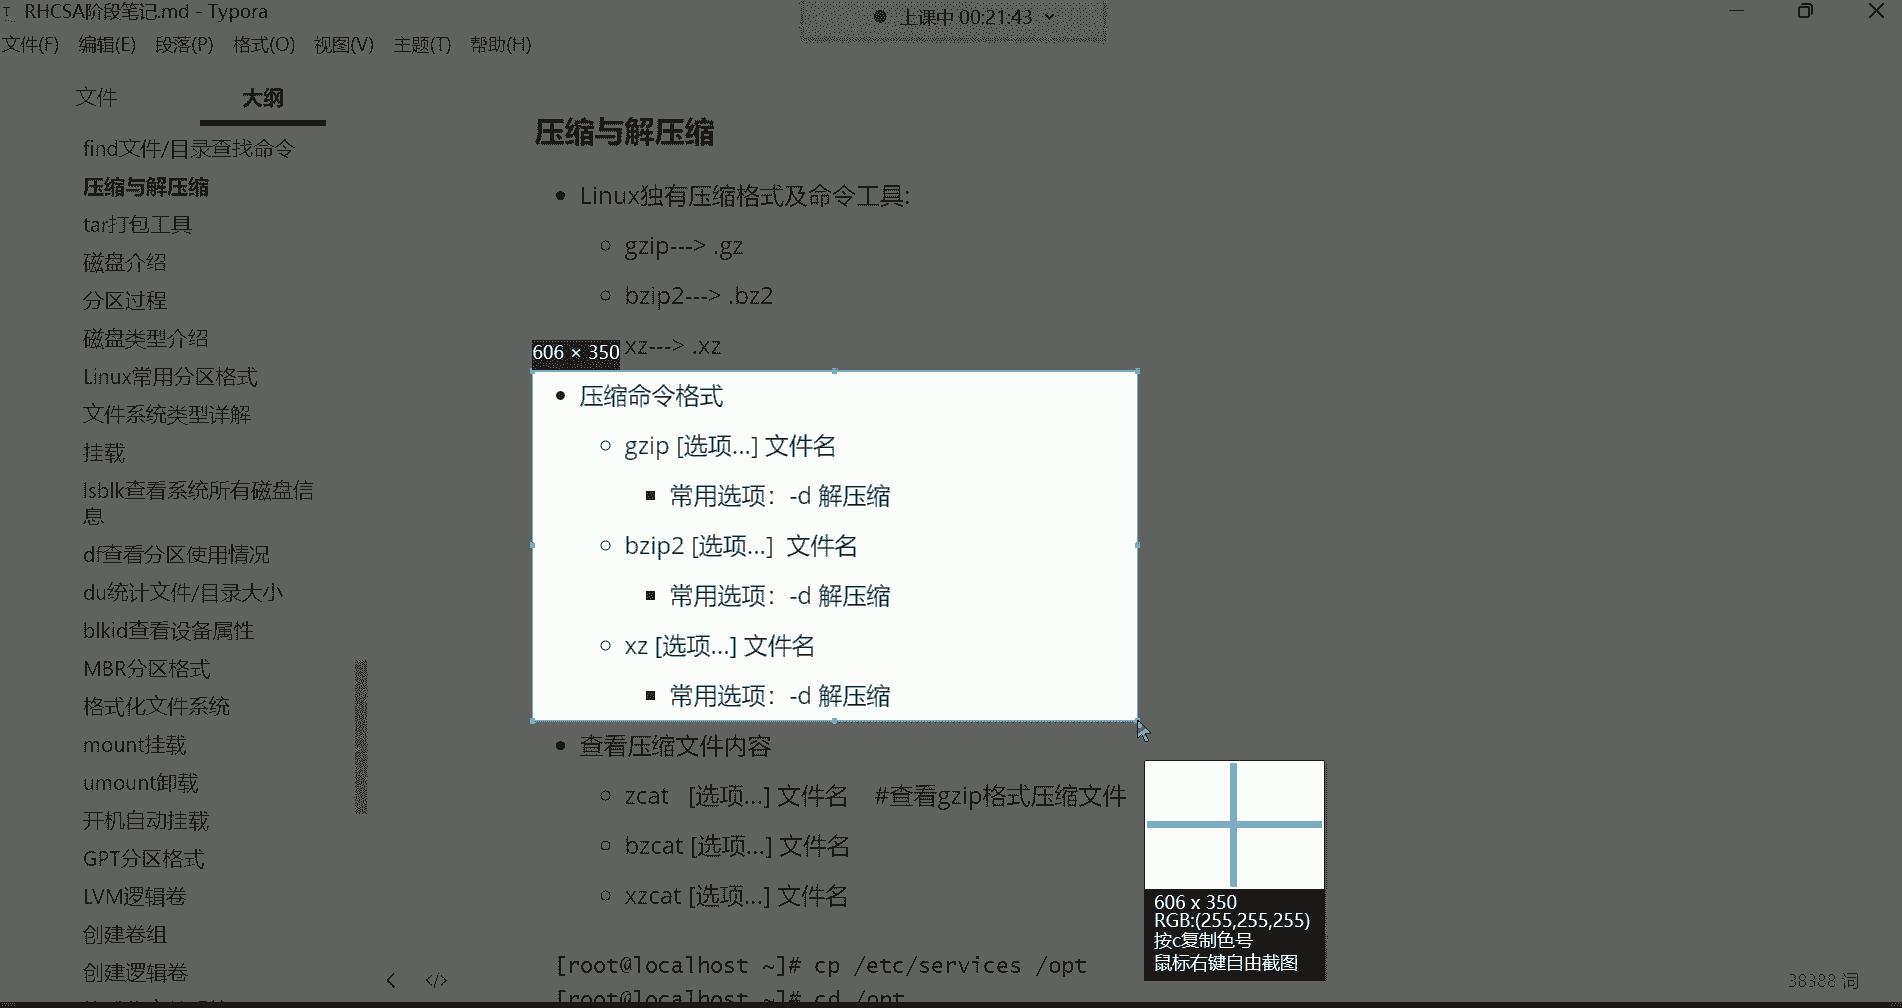 RHCSA阶段笔记.md - Typora
上课中 00:21:43
文件(F) 编辑(E) 段落(P) 格式(O) 视图(V) 主题(T) 帮助(H)
文件 大纲
find文件/目录查找命令
压缩与解压缩
tar打包工具
磁盘介绍
分区过程
磁盘类型介绍
Linux常用分区格式
文件系统类型详解
挂载
lsblk查看系统所有磁盘信
息
df查看分区使用情况
du统计文件/目录大小
blkid查看设备属性
MBR分区格式
格式化文件系统
mount挂载
umount卸载
开机自动挂载
GPT分区格式
LVM逻辑卷
创建卷组
创建逻辑卷
压缩与解压缩
Linux独有压缩格式及命令工具:
gzip---> .gz
bzip2---> .bz2
xz---> .xz
606 × 350
压缩命令格式
gzip [选项...] 文件名
常用选项：-d 解压缩
bzip2 [选项...] 文件名
常用选项：-d 解压缩
xz [选项...] 文件名
常用选项：-d 解压缩
查看压缩文件内容
zcat [选项...] 文件名 #查看gzip格式压缩文件
bzcat [选项...] 文件名
xzcat [选项...] 文件名
[root@localhost ~]# cp /etc/services /opt
[root@localhost ~]# cd /opt
606 x 350
RGB:(255,255,255)
按c复制色号
鼠标右键自由截图
38388 词